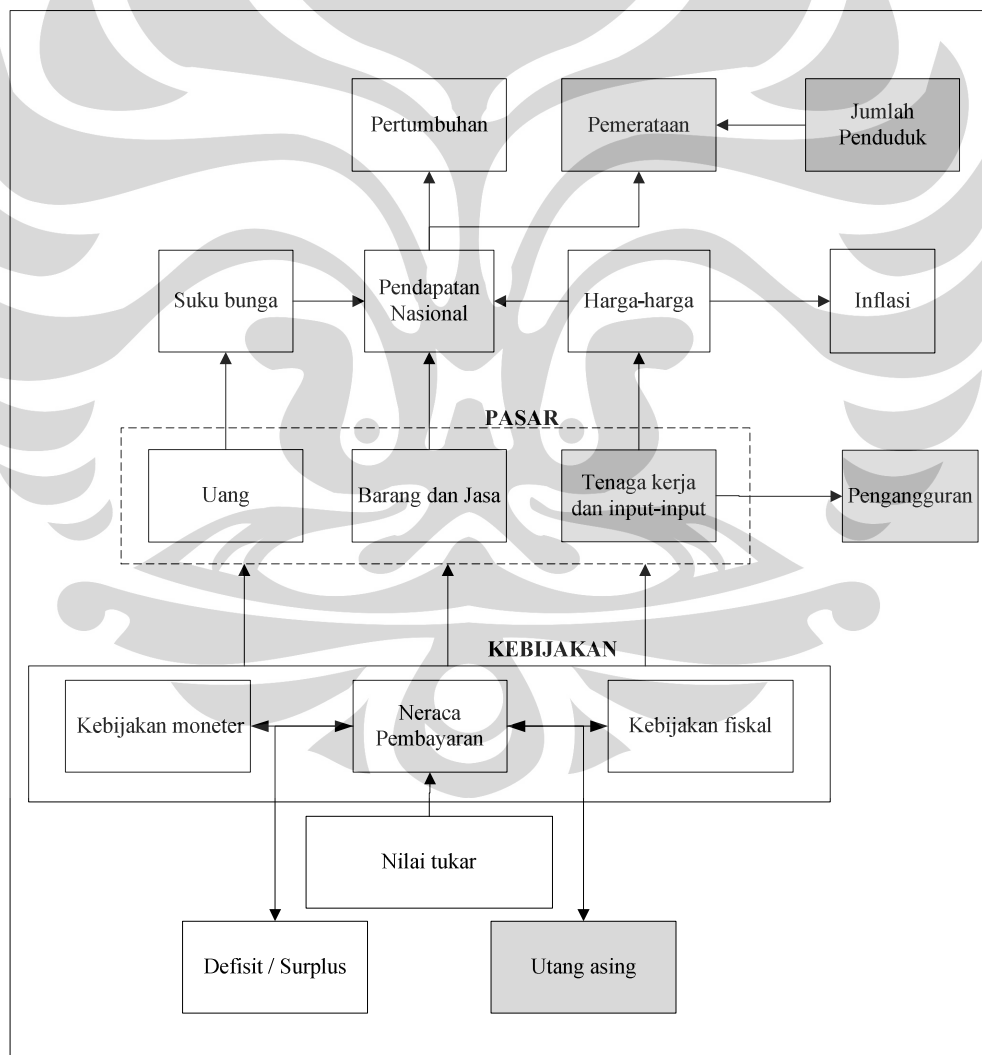 Pertumbuhan
Pemerataan
Jumlah
Penduduk
Suku bunga
Pendapatan
Nasional
Harga-harga
Inflasi
PASAR
Uang
Barang dan Jasa
Tenaga kerja
dan input-input
Pengangguran
KEBIJAKAN
Kebijakan moneter
Neraca
Pembayaran
Kebijakan fiskal
Nilai tukar
Defisit / Surplus
Utang asing